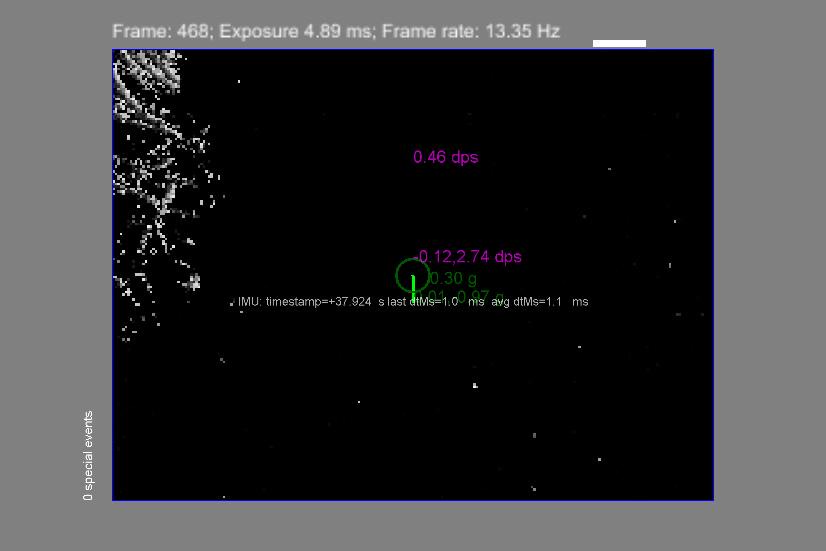 Frame: 468; Exposure 4.89 ms; Frame rate: 13.35 Hz
0.46 dps
-0.12,2.74 dps
0.30 g
IMU: timestamp=+37.924 s last dtMs=1.0 ms avg dtMs=1.1 ms
0 special events